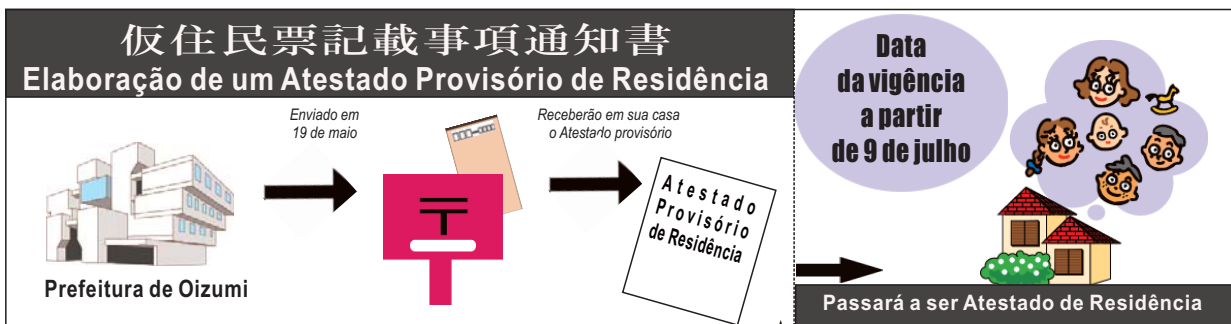 仮住民票記載事項通知書
Elaboração de um Atestado Provisório de Residência
Enviado em
19 de maio
Receberão em sua casa
o Atestado provisório
Prefeitura de Oizumi
〒
Atestado
Provisório
de Residência
Data
da vigência
a partir
de 9 de julho
Passará a ser Atestado de Residência